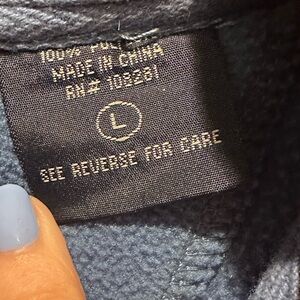 100%
MADE IN CHINA
RN# 108281
L
SEE REVERSE FOR CARE